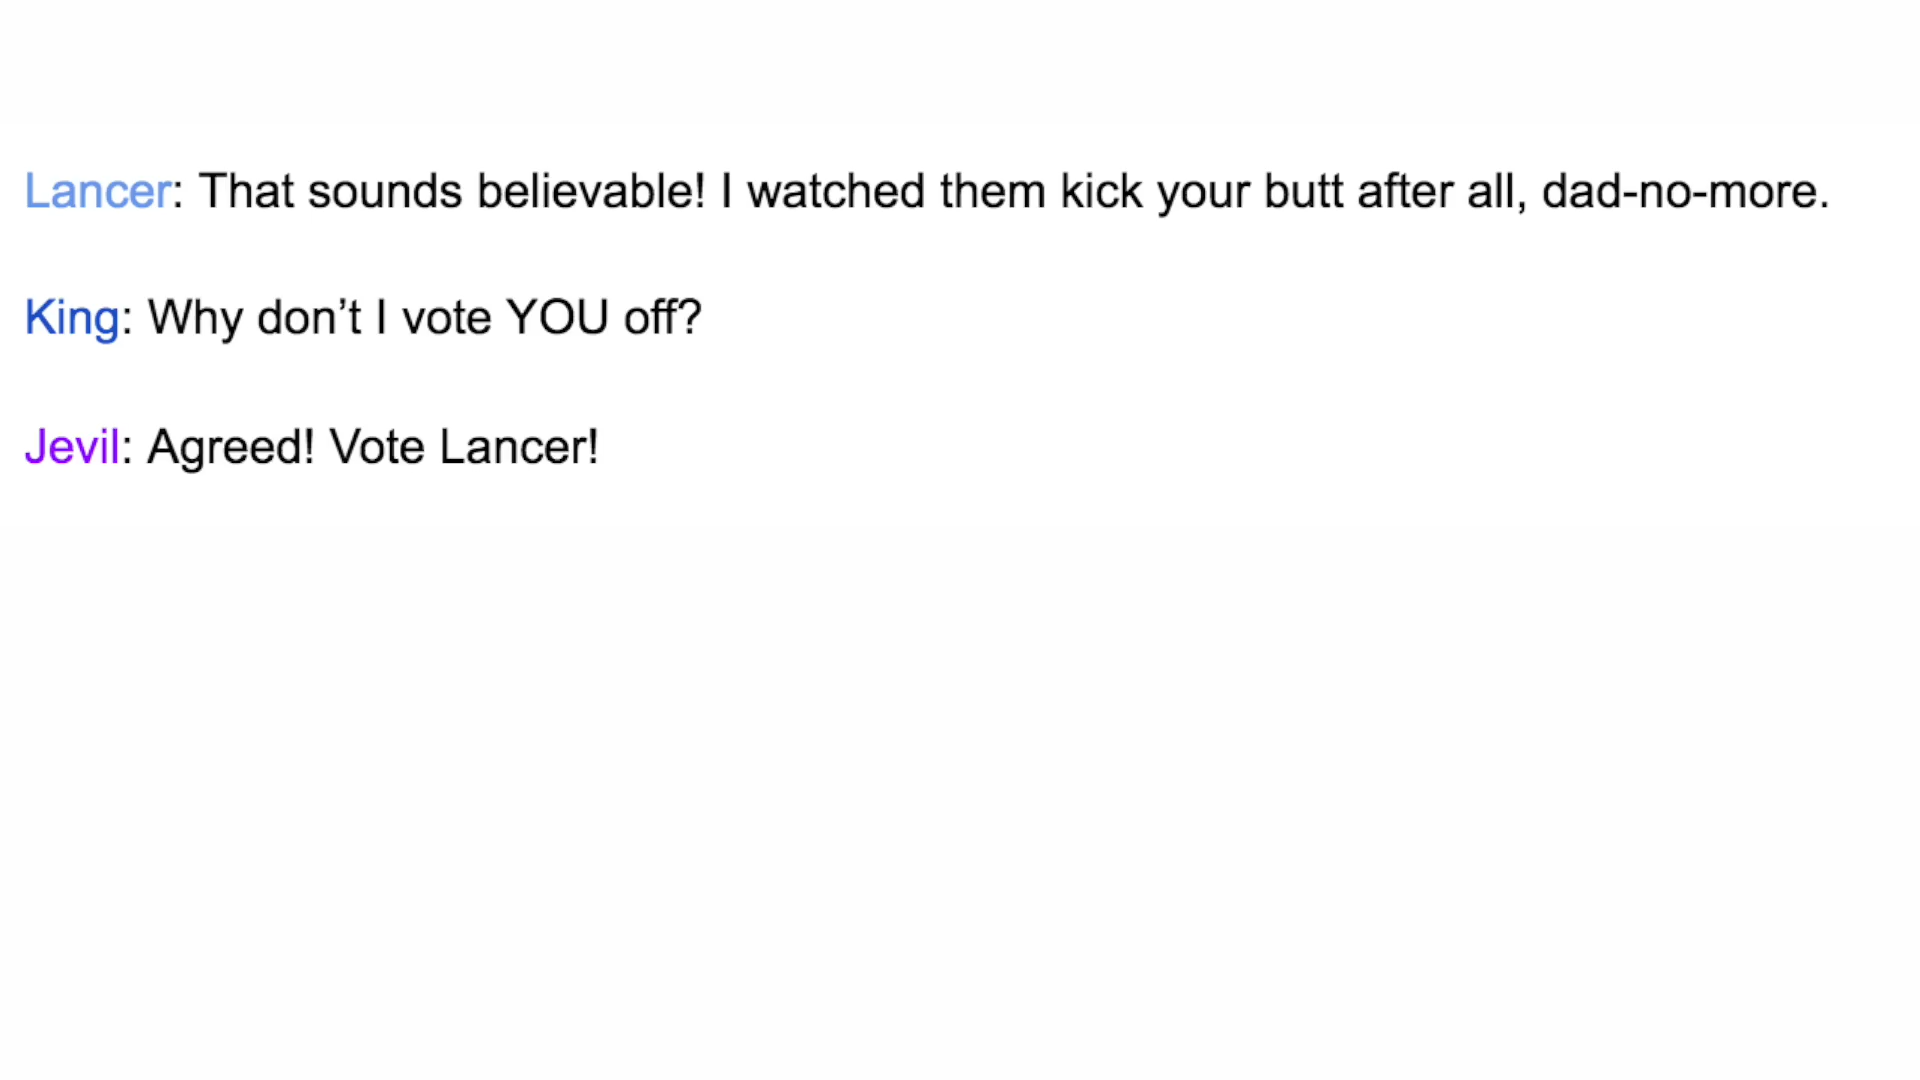 Lancer: That sounds believable! I watched them kick your butt after all, dad-no-more.
King: Why don’t I vote YOU off?
Jevil: Agreed! Vote Lancer!